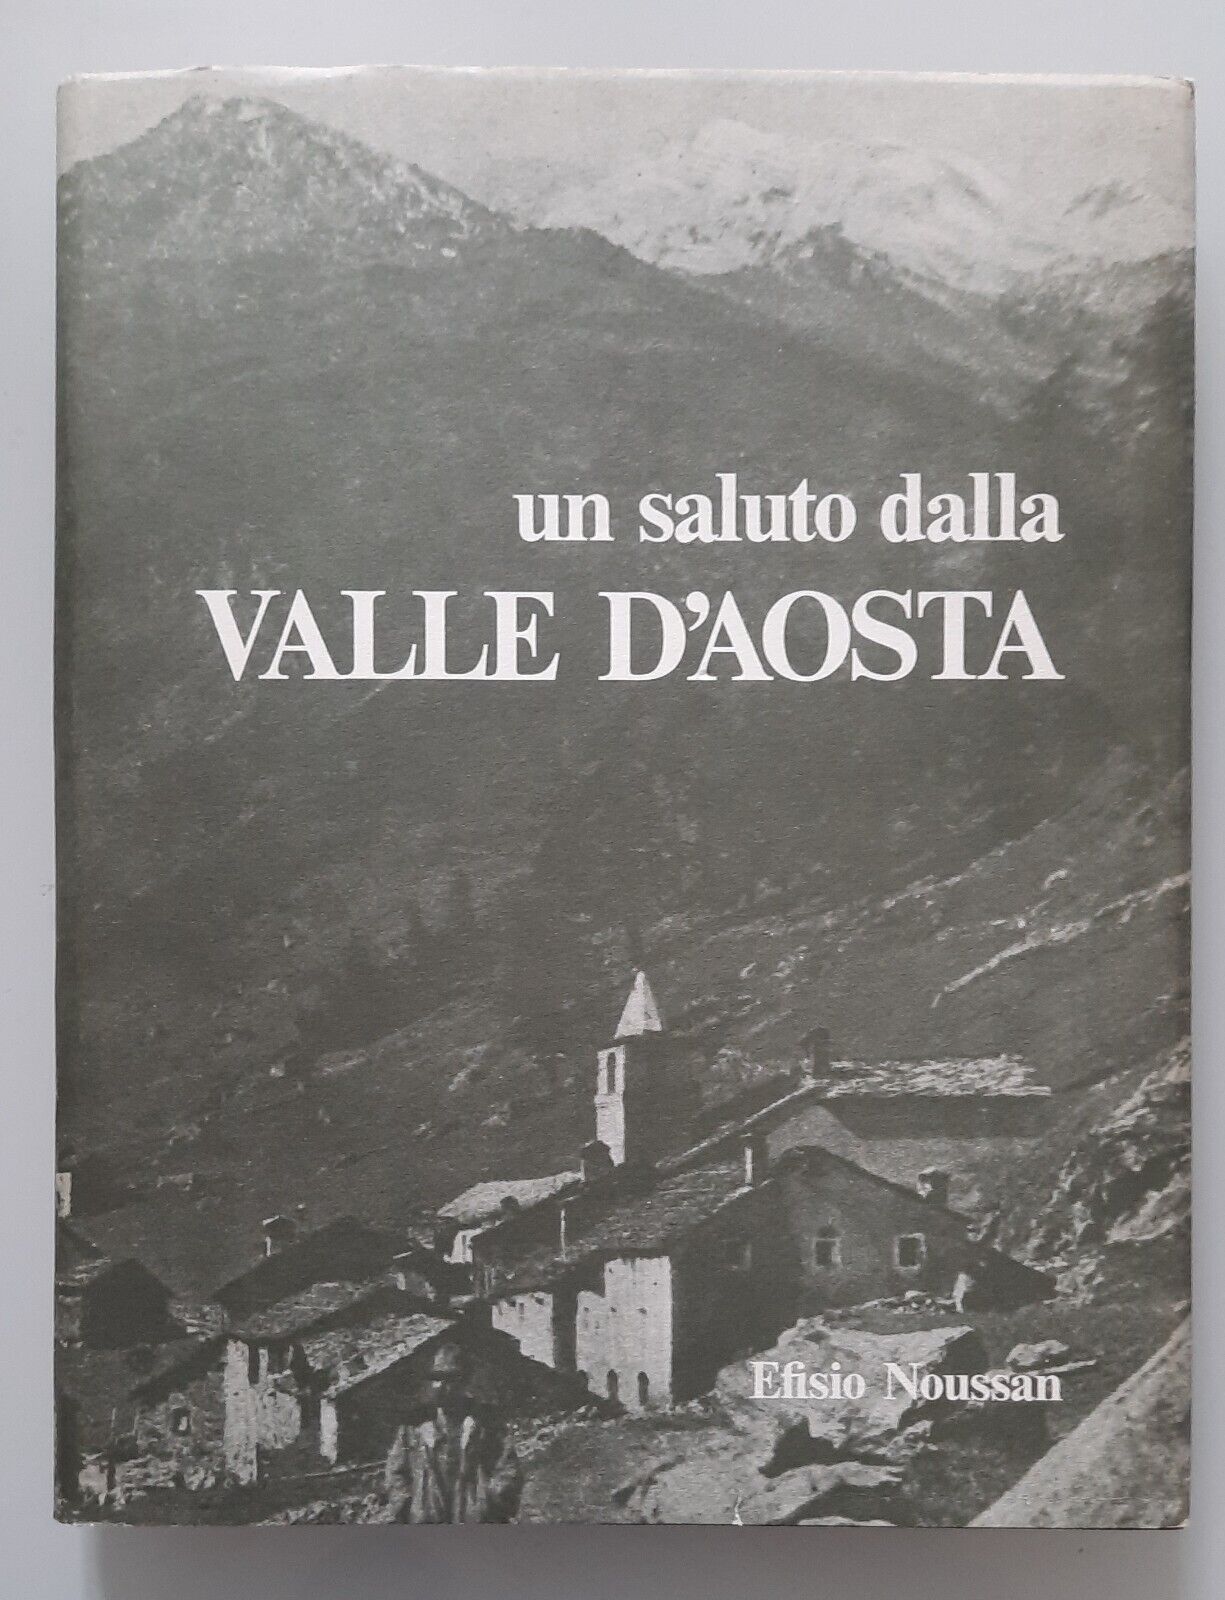 un saluto dalla
VALLE D'AOSTA
Efisio Noussan